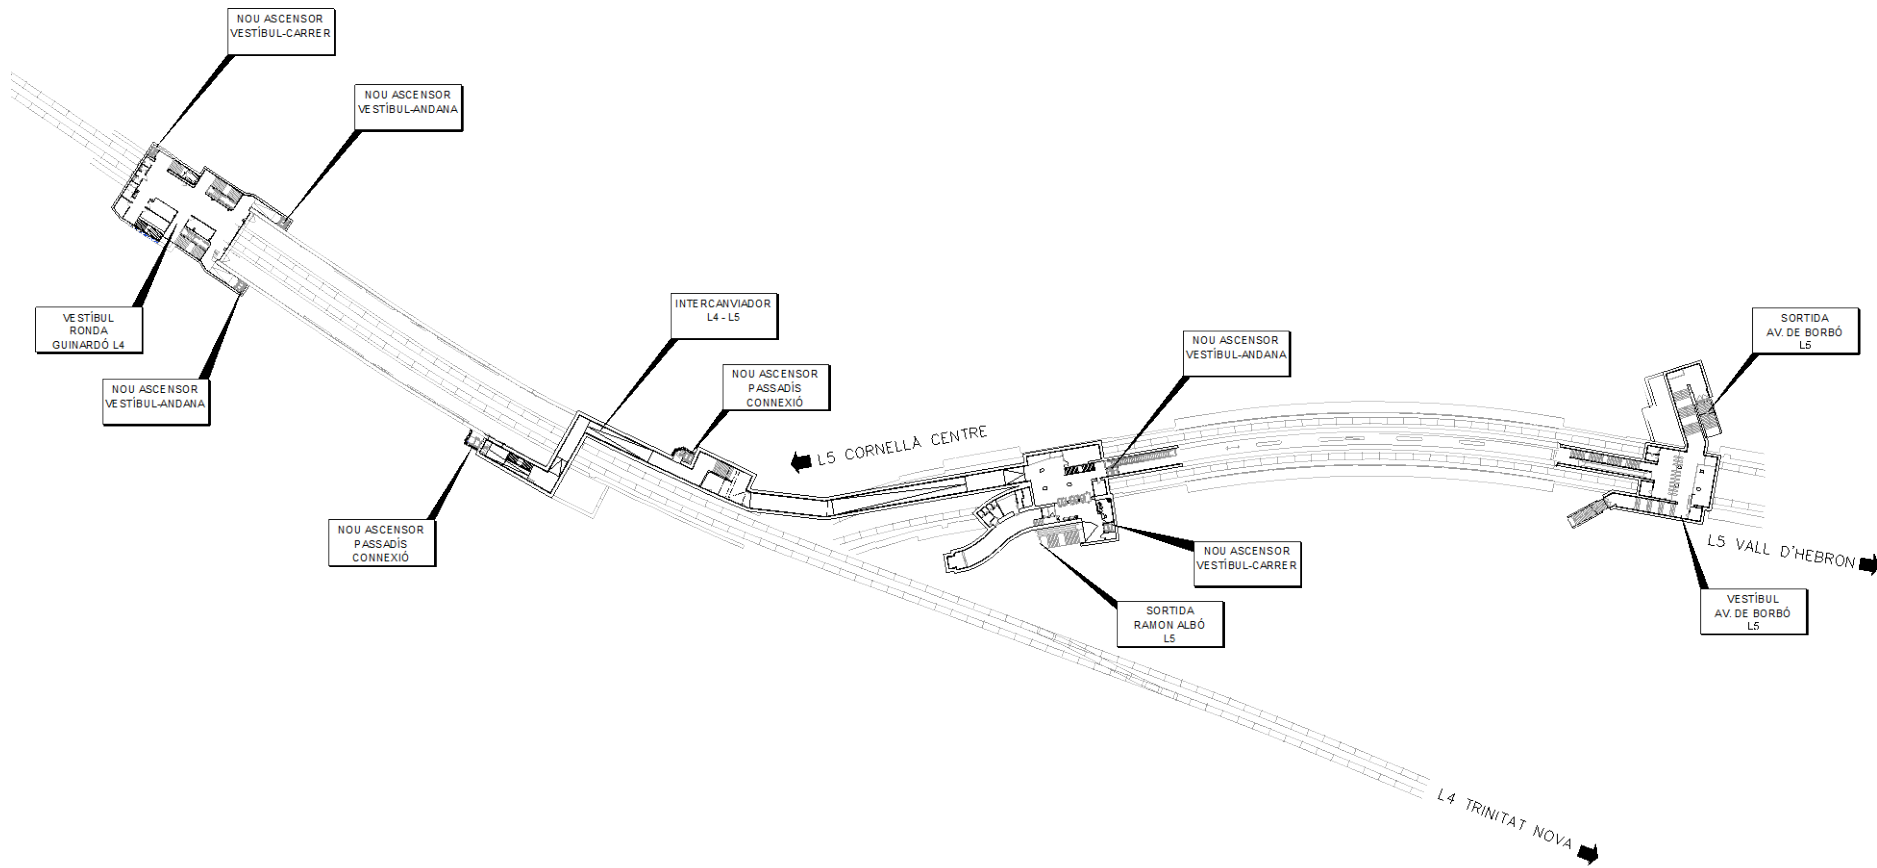 NOU ASCENSOR
VESTÍBUL-CARRER
NOU ASCENSOR
VESTÍBUL-ANDANA
VESTÍBUL
RONDA
GUINARDÓ L4
NOU ASCENSOR
VESTÍBUL-ANDANA
INTERCANVIADOR
L4 - L5
NOU ASCENSOR
PASSADÍS
CONNEXIÓ
NOU ASCENSOR
PASSADÍS
CONNEXIÓ
L5 CORNELLÀ CENTRE
NOU ASCENSOR
VESTÍBUL-ANDANA
SORTIDA
AV. DE BORBÓ
L5
NOU ASCENSOR
VESTÍBUL-CARRER
SORTIDA
RAMON ALBÓ
L5
L5 VALL D'HEBRON
VESTÍBUL
AV. DE BORBÓ
L5
L4 TRINITAT NOVA